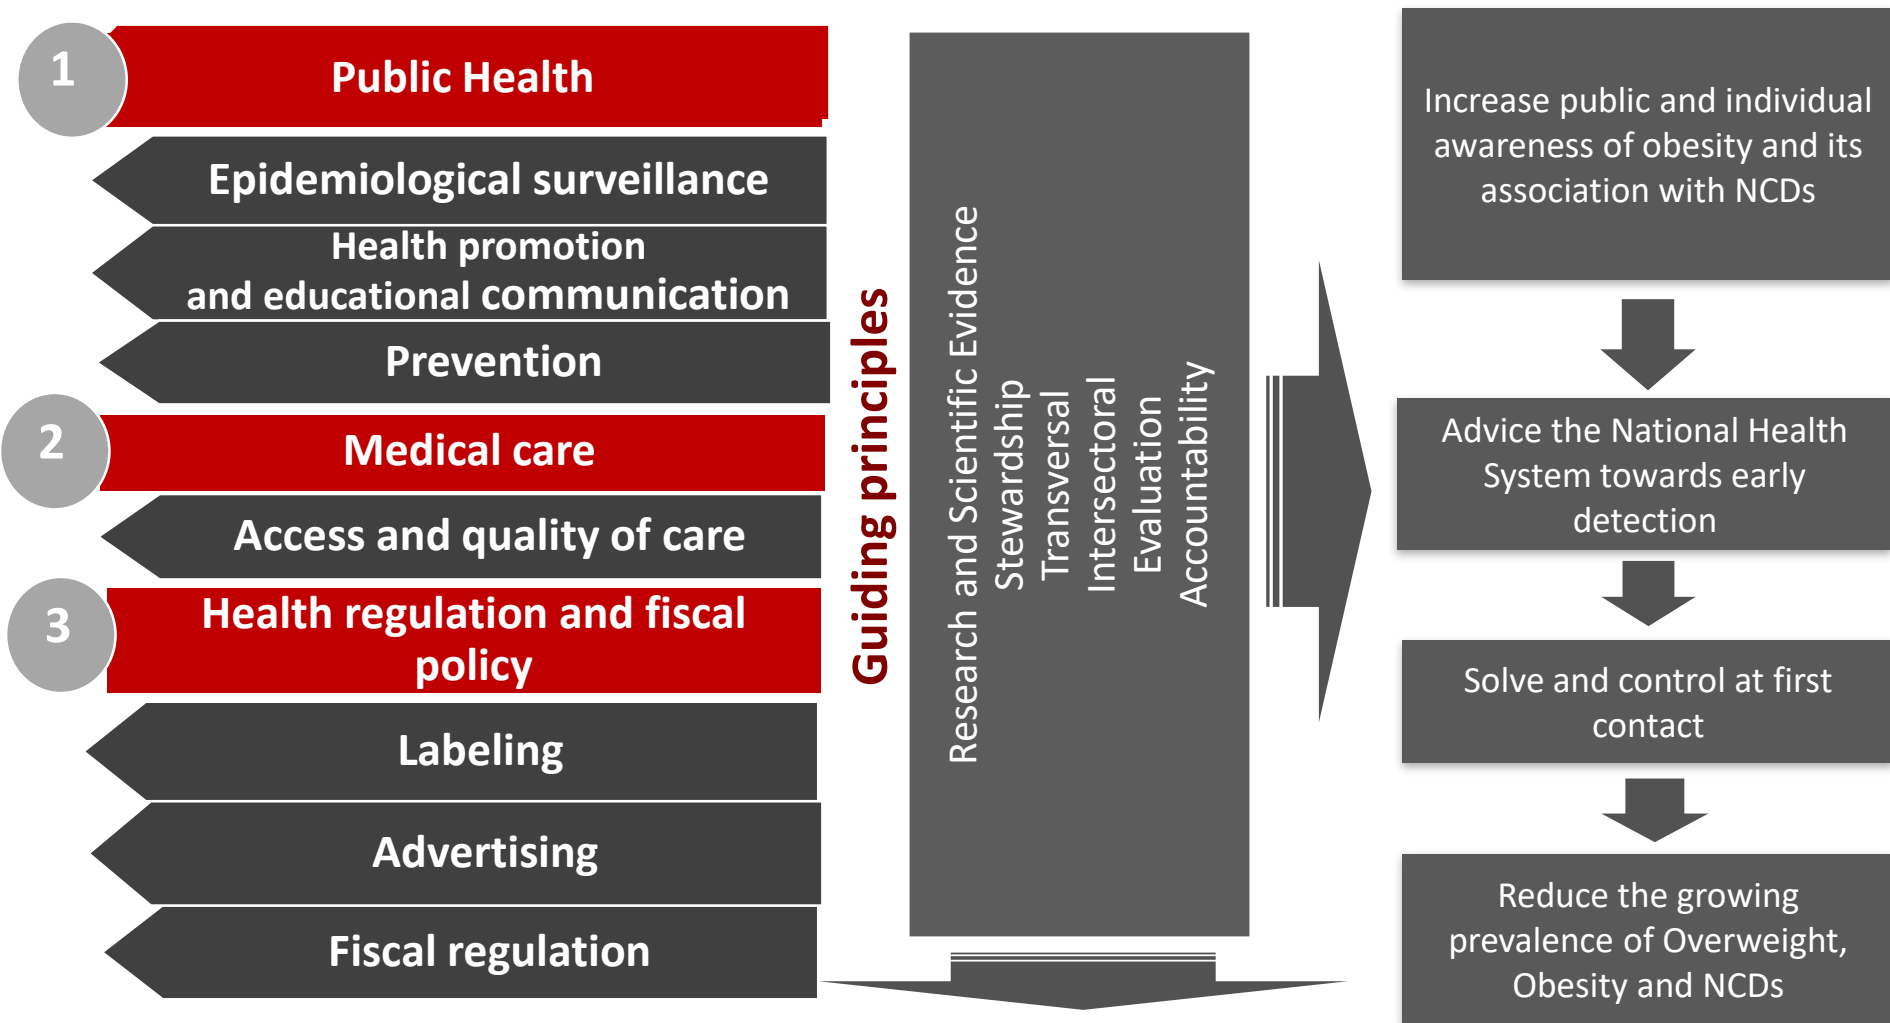 1
Public Health
Epidemiological surveillance
Health promotion
and educational communication
Prevention
2
Medical care
Access and quality of care
3
Health regulation and fiscal
policy
Labeling
Advertising
Fiscal regulation
Guiding principles
Research and Scientific Evidence
Stewardship
Transversal
Intersectoral
Evaluation
Accountability
Increase public and individual
awareness of obesity and its
association with NCDs
Advice the National Health
System towards early
detection
Solve and control at first
contact
Reduce the growing
prevalence of Overweight,
Obesity and NCDs